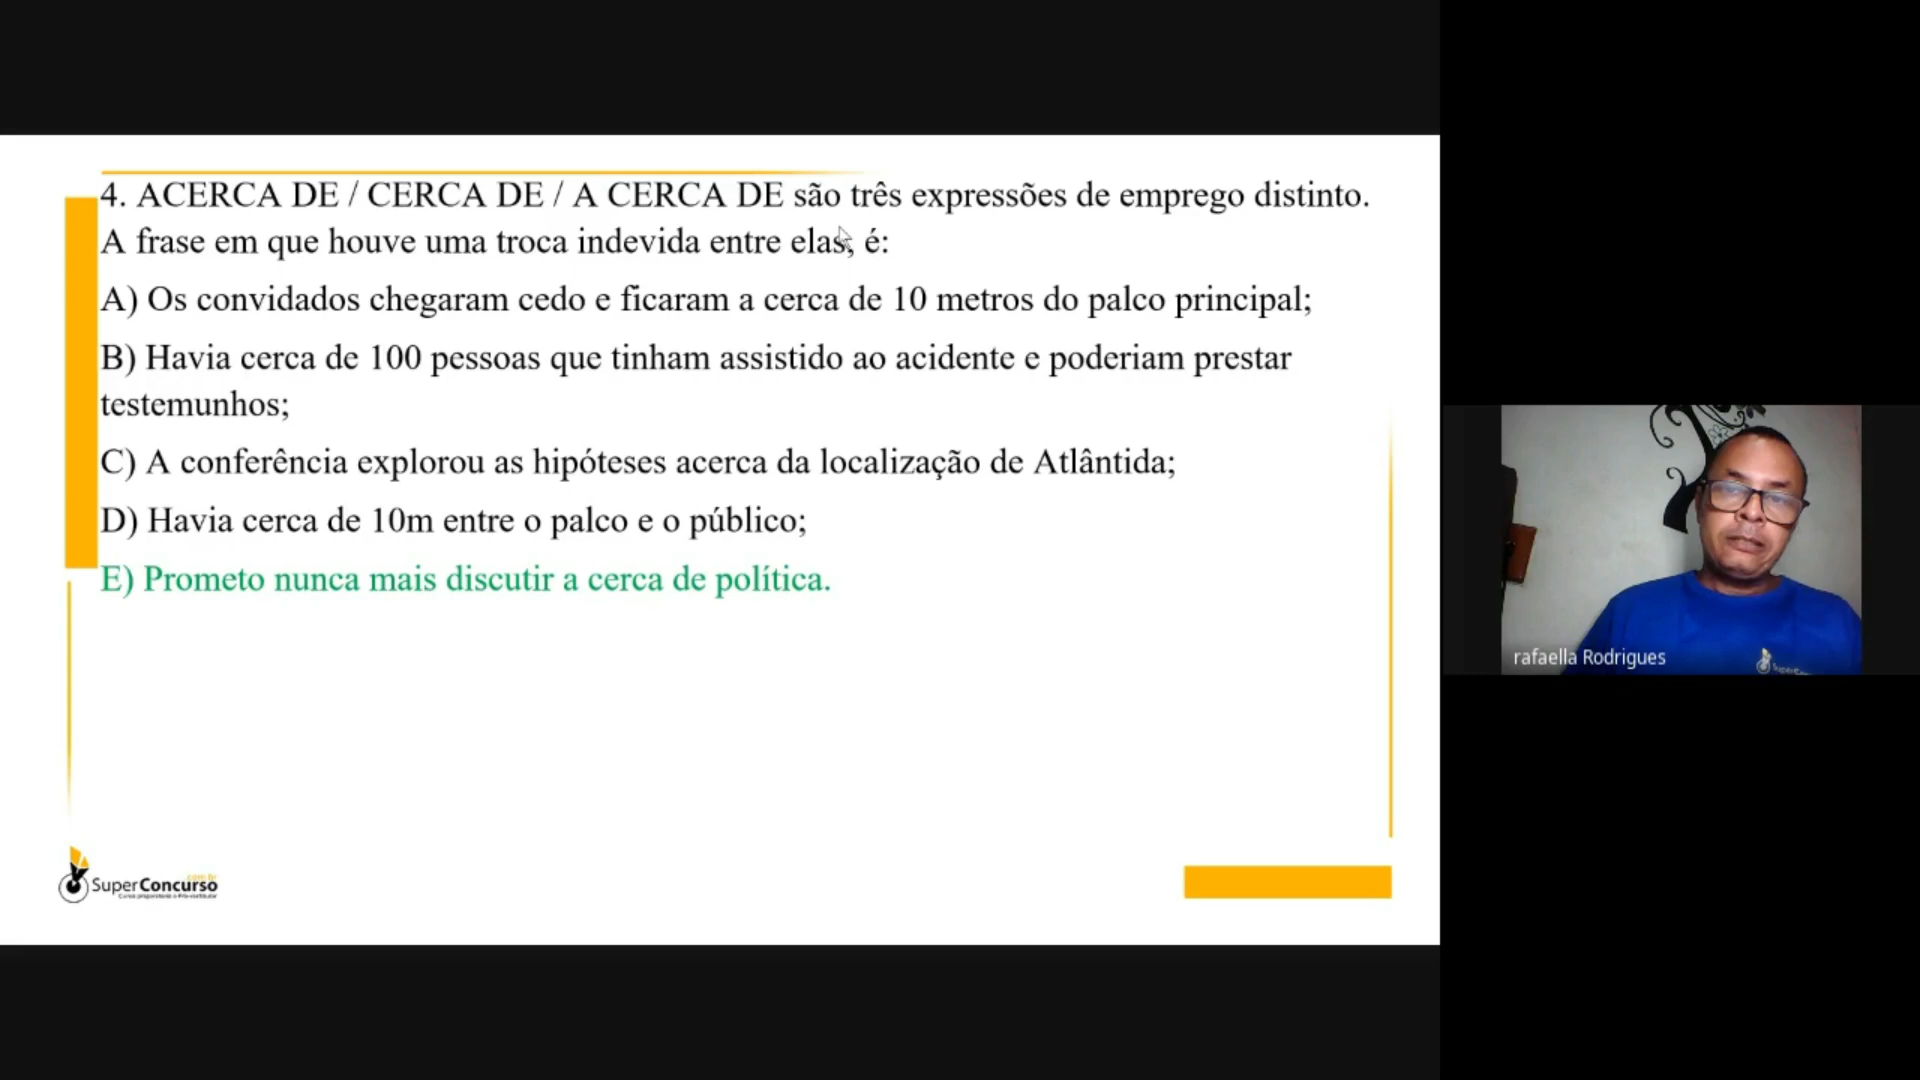 4. ACERCA DE / CERCA DE / A CERCA DE são três expressões de emprego distinto.
A frase em que houve uma troca indevida entre elas, é:
A) Os convidados chegaram cedo e ficaram a cerca de 10 metros do palco principal;
B) Havia cerca de 100 pessoas que tinham assistido ao acidente e poderiam prestar
testemunhos;
C) A conferência explorou as hipóteses acerca da localização de Atlântida;
D) Havia cerca de 10m entre o palco e o público;
E) Prometo nunca mais discutir a cerca de política.
rafaella Rodrigues
.com.br
SuperConcurso